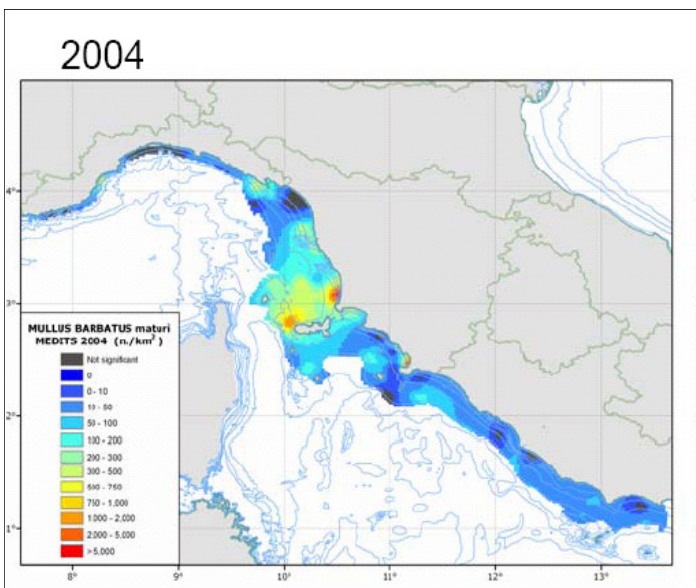 2004
4°
3°
MULLUS BARBATUS maturi
MEDITS 2004 (n./km²)
Not significant
0
0 - 10
10 - 50
50 - 100
100 - 200
200 - 300
300 - 500
500 - 750
750 - 1,000
1,000 - 2,000
2,000 - 5,000
>5,000
2°
1°
8°
9°
10°
11°
12°
13°